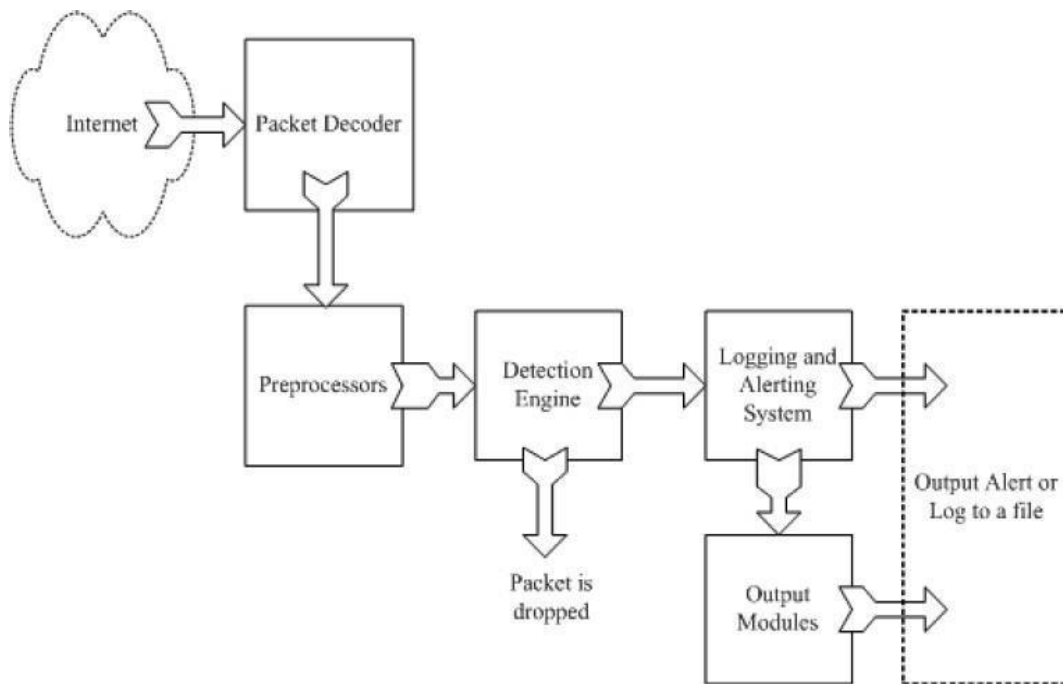 Internet
Packet Decoder
Preprocessors
Detection
Engine
Logging and
Alerting
System
Output Alert or
Log to a file
Packet is
dropped
Output
Modules